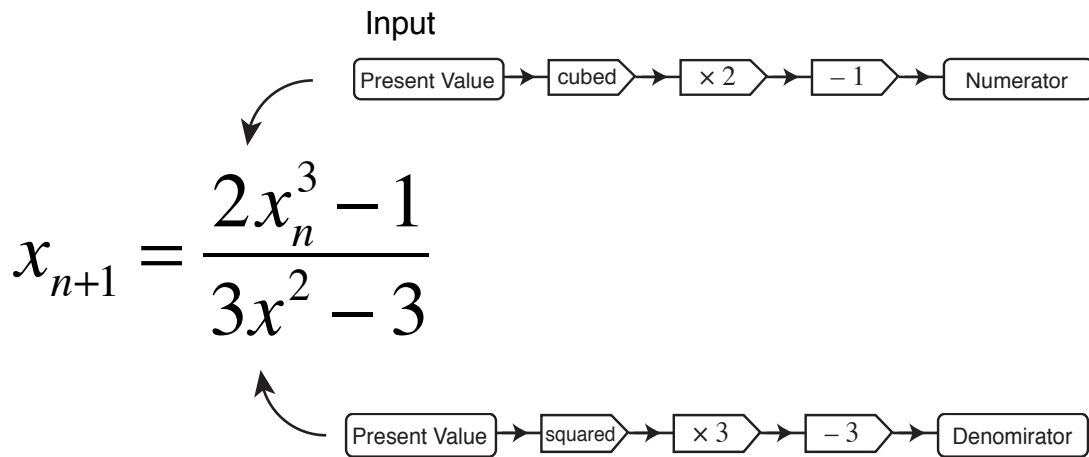 Input
Present Value cubed × 2 − 1 Numerator
x_{n+1} = \frac{2x_n^3 − 1}{3x^2 − 3}
Present Value squared × 3 − 3 Denomirator